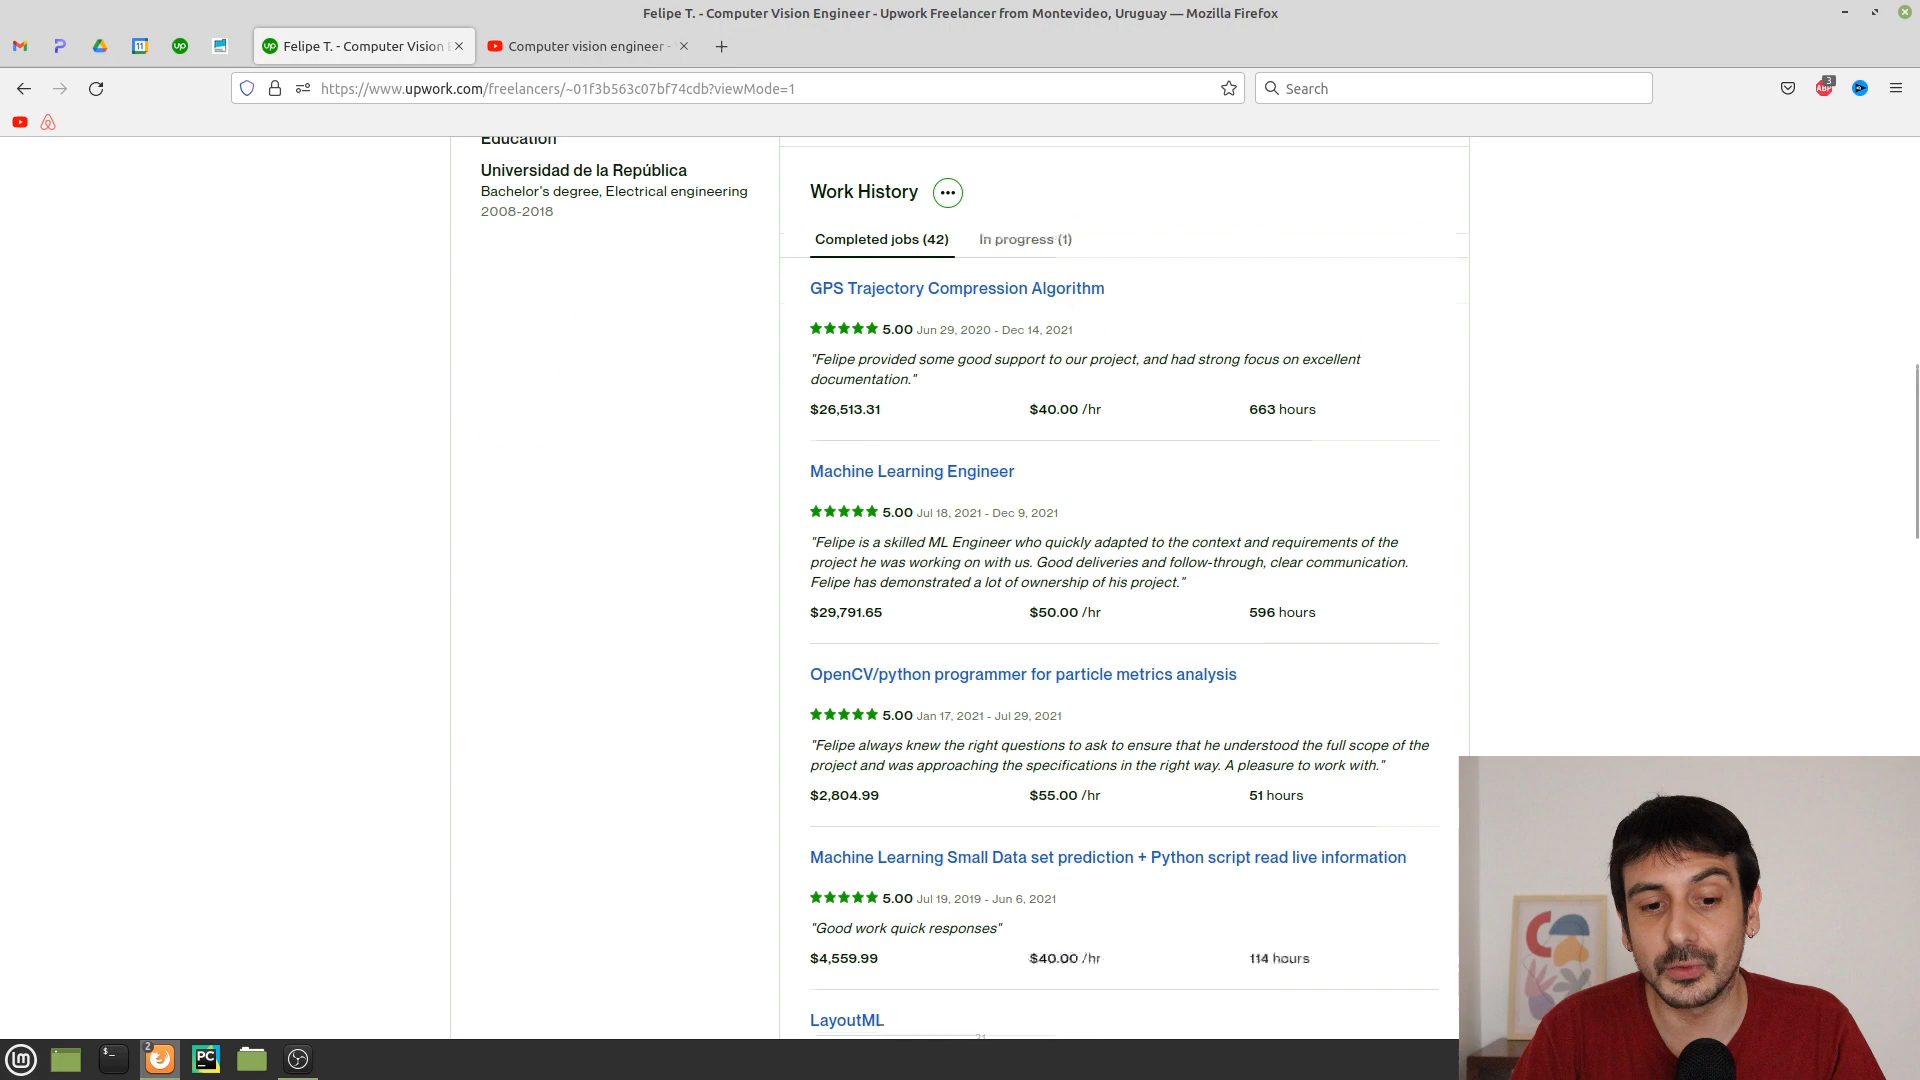 Felipe T. - Computer Vision Engineer - Upwork Freelancer from Montevideo, Uruguay — Mozilla Firefox
Felipe T. - Computer Vision E
Computer vision engineer -
https://www.upwork.com/freelancers/~01f3b563c07bf74cdb?viewMode=1
Search
3
ABP
Education
Universidad de la República
Bachelor's degree, Electrical engineering
2008-2018
Work History
Completed jobs (42)
In progress (1)
GPS Trajectory Compression Algorithm
5.00 Jun 29, 2020 - Dec 14, 2021
"Felipe provided some good support to our project, and had strong focus on excellent
documentation."
$26,513.31
$40.00 /hr
663 hours
Machine Learning Engineer
5.00 Jul 18, 2021 - Dec 9, 2021
"Felipe is a skilled ML Engineer who quickly adapted to the context and requirements of the
project he was working on with us. Good deliveries and follow-through, clear communication.
Felipe has demonstrated a lot of ownership of his project."
$29,791.65
$50.00 /hr
596 hours
OpenCV/python programmer for particle metrics analysis
5.00 Jan 17, 2021 - Jul 29, 2021
"Felipe always knew the right questions to ask to ensure that he understood the full scope of the
project and was approaching the specifications in the right way. A pleasure to work with."
$2,804.99
$55.00 /hr
51 hours
Machine Learning Small Data set prediction + Python script read live information
5.00 Jul 19, 2019 - Jun 6, 2021
"Good work quick responses"
$4,559.99
$40.00 /hr
114 hours
LayoutML
2
PC